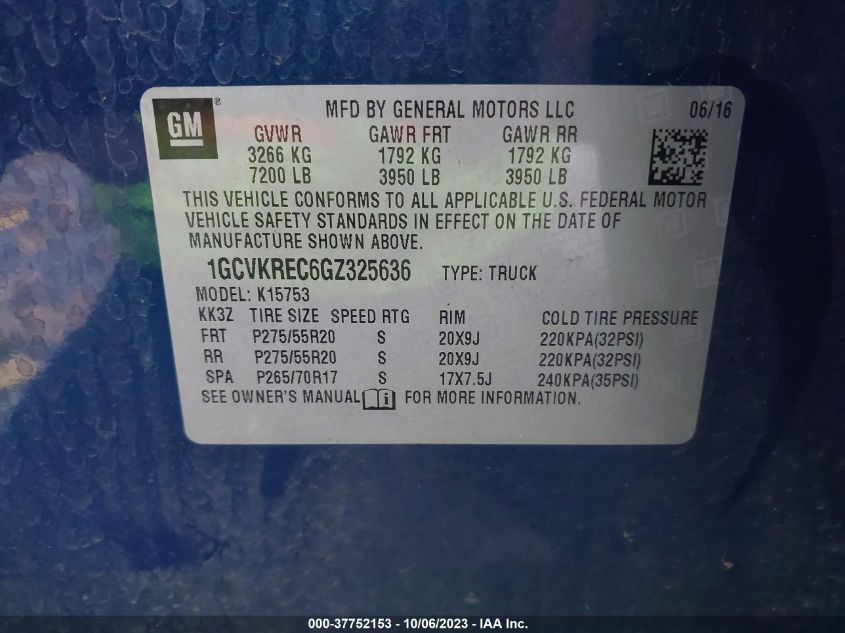 GM®
MFD BY GENERAL MOTORS LLC 06/16
GVWR GAWR FRT GAWR RR
3266 KG 1792 KG 1792 KG
7200 LB 3950 LB 3950 LB
THIS VEHICLE CONFORMS TO ALL APPLICABLE U.S. FEDERAL MOTOR
VEHICLE SAFETY STANDARDS IN EFFECT ON THE DATE OF
MANUFACTURE SHOWN ABOVE.
1GCVKREC6GZ325636 TYPE: TRUCK
MODEL: K15753
KK3Z TIRE SIZE SPEED RTG RIM COLD TIRE PRESSURE
FRT P275/55R20 S 20X9J 220KPA(32PSI)
RR P275/55R20 S 20X9J 220KPA(32PSI)
SPA P265/70R17 S 17X7.5J 240KPA(35PSI)
SEE OWNER'S MANUAL i FOR MORE INFORMATION.
000-37752153 - 10/06/2023 - IAA Inc.